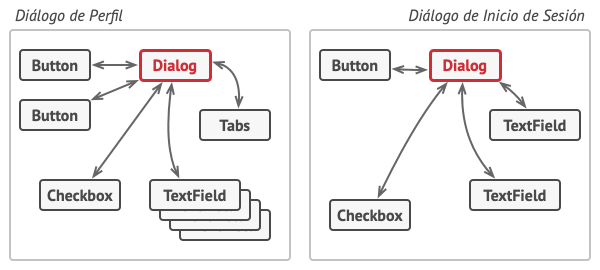 Diálogo de Perfil
Button
Dialog
Button
Tabs
Checkbox
TextField
Diálogo de Inicio de Sesión
Button
Dialog
TextField
TextField
Checkbox